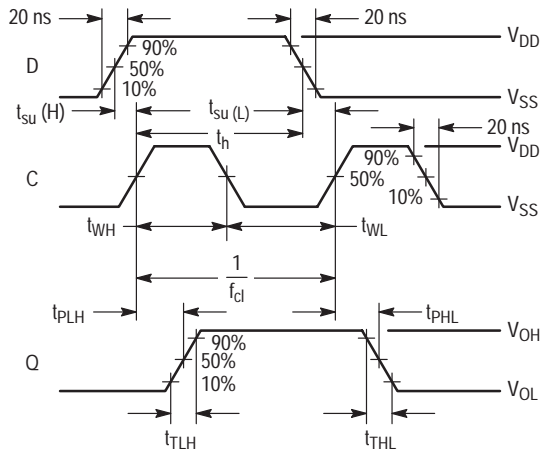 20 ns
20 ns
D
90%
50%
10%
V_DD
V_SS
t_su (H)
t_su (L)
t_h
20 ns
C
50%
90%
10%
V_DD
V_SS
t_WH
t_WL
1
f_cl
t_PLH
t_PHL
Q
90%
50%
10%
V_OH
V_OL
t_TLH
t_THL